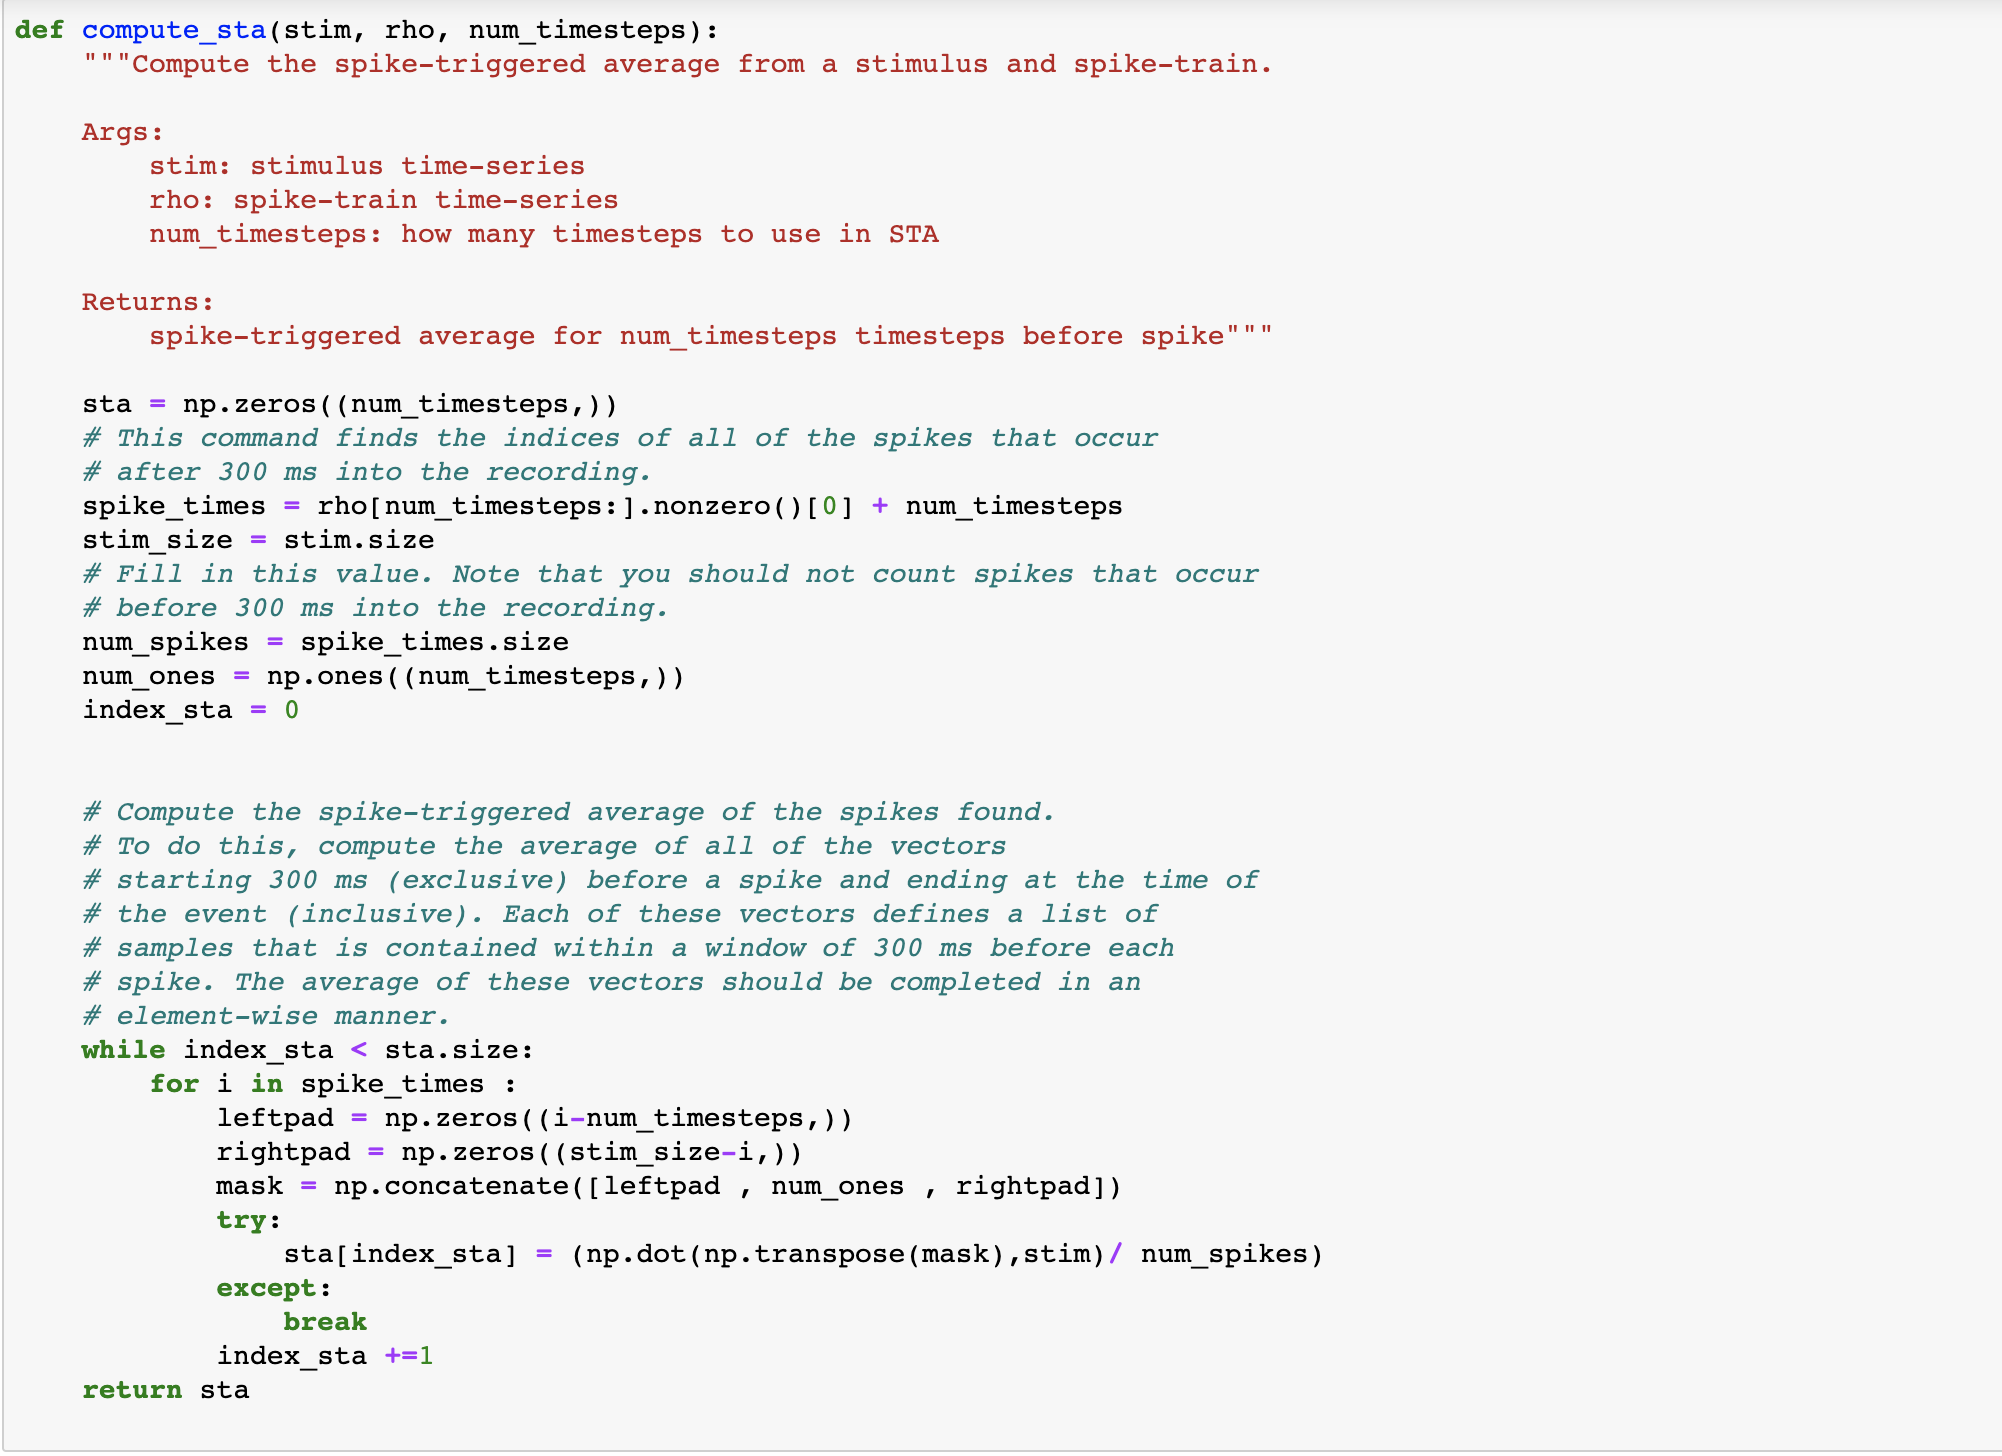 def compute_sta(stim, rho, num_timesteps):
    """Compute the spike-triggered average from a stimulus and spike-train.

    Args:
        stim: stimulus time-series
        rho: spike-train time-series
        num_timesteps: how many timesteps to use in STA

    Returns:
        spike-triggered average for num_timesteps timesteps before spike"""

    sta = np.zeros((num_timesteps,))
    # This command finds the indices of all of the spikes that occur
    # after 300 ms into the recording.
    spike_times = rho[num_timesteps:].nonzero()[0] + num_timesteps
    stim_size = stim.size
    # Fill in this value. Note that you should not count spikes that occur
    # before 300 ms into the recording.
    num_spikes = spike_times.size
    num_ones = np.ones((num_timesteps,))
    index_sta = 0


    # Compute the spike-triggered average of the spikes found.
    # To do this, compute the average of all of the vectors
    # starting 300 ms (exclusive) before a spike and ending at the time of
    # the event (inclusive). Each of these vectors defines a list of
    # samples that is contained within a window of 300 ms before each
    # spike. The average of these vectors should be completed in an
    # element-wise manner.
    while index_sta < sta.size:
        for i in spike_times :
            leftpad = np.zeros((i-num_timesteps,))
            rightpad = np.zeros((stim_size-i,))
            mask = np.concatenate([leftpad , num_ones , rightpad])
            try:
                sta[index_sta] = (np.dot(np.transpose(mask),stim)/ num_spikes)
            except:
                break
            index_sta +=1
    return sta